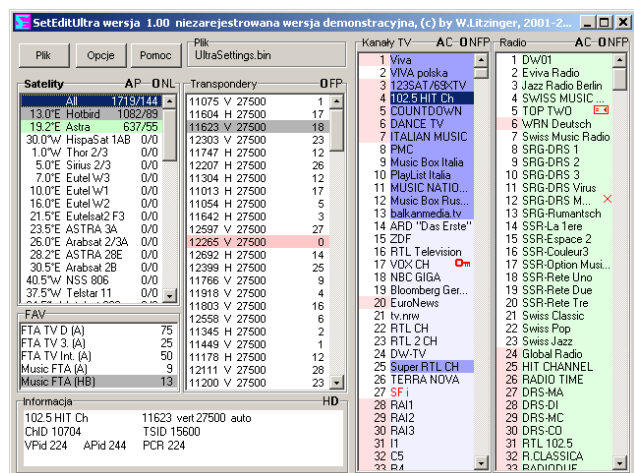 SetEditUltra wersja 1.00 niezarejestrowana wersja demonstracyjna, (c) by W.Litzinger, 2001-2...
Plik
Opcje
Pomoc
Plik
UltraSettings.bin
Satelity AP ONL
All 1719/144
13.0°E Hotbird 1082/89
19.2°E Astra 637/55
30.0°W HispaSat 1AB 0/0
1.0°W Thor 2/3 0/0
5.0°E Sirius 2/3 0/0
7.0°E Eutel W3 0/0
10.0°E Eutel W1 0/0
16.0°E Eutel W2 0/0
21.5°E Eutelsat2 F3 0/0
23.5°E ASTRA 3A 0/0
26.0°E Arabsat 2/3A 0/0
28.2°E ASTRA 28E 0/0
30.5°E Arabsat 2B 0/0
40.5°W NSS 806 0/0
37.5°W Telstar 11 0/0
FAV
FTA TV D (A) 75
FTA TV 3. (A) 25
FTA TV Int. (A) 50
Music FTA (A) 9
Music FTA (HB) 13
Transpondery OFP
11075 V 27500 1
11604 H 27500 17
11623 V 27500 18
12303 V 27500 23
11747 H 27500 12
12207 H 27500 26
11304 H 27500 12
11013 H 27500 17
11054 H 27500 5
11642 H 27500 3
12597 V 27500 27
12265 V 27500 0
12692 H 27500 14
12399 H 27500 25
11766 V 27500 9
11918 V 27500 4
11803 V 27500 16
12558 V 27500 6
11345 H 27500 2
11449 V 27500 1
11178 H 27500 12
12111 V 27500 28
11200 V 27500 23
Kanały TV AC ONFP
1 Viva
2 VIVA polska
3 123SAT/69XTV
4 102.5 HIT Ch
5 COUNTDOWN
6 DANCE TV
7 ITALIAN MUSIC
8 PMC
9 Music Box Italia
10 PlayList Italia
11 MUSIC NATIO...
12 Music Box Rus...
13 balkanmedia.tv
14 ARD "Das Erste"
15 ZDF
16 RTL Television
17 VOX CH
18 NBC GIGA
19 Bloomberg Ger...
20 EuroNews
21 tv.nrw
22 RTL CH
23 RTL 2 CH
24 DW-TV
25 Super RTL CH
26 TERRA NOVA
27 SF i
28 RAI1
29 RAI2
30 RAI3
31 I1
32 C5
33 R4
Radio AC ONFP
1 DW01
2 Eviva Radio
3 Jazz Radio Berlin
4 SWISS MUSIC ...
5 TOP TWO
6 WRN Deutsch
7 Swiss Music Radio
8 SRG-DRS 1
9 SRG-DRS 2
10 SRG-DRS 3
11 SRG-DRS Virus
12 SRG-DRS M...
13 SRG-Rumantsch
14 SSR-La 1ere
15 SSR-Espace 2
16 SSR-Couleur3
17 SSR-Option Musi...
18 SSR-Rete Uno
19 SSR-Rete Due
20 SSR-Rete Tre
21 Swiss Classic
22 Swiss Pop
23 Swiss Jazz
24 Global Radio
25 HIT CHANNEL
26 RADIO TIME
27 DRS-MA
28 DRS-DI
29 DRS-MC
30 DRS-CO
31 RTL 102.5
32 R.CLASSICA
33 RADIODUE
Informacja HD
102.5 HIT Ch 11623 vert 27500 auto
ChID 10704 TSID 15600
VPid 224 APid 244 PCR 224